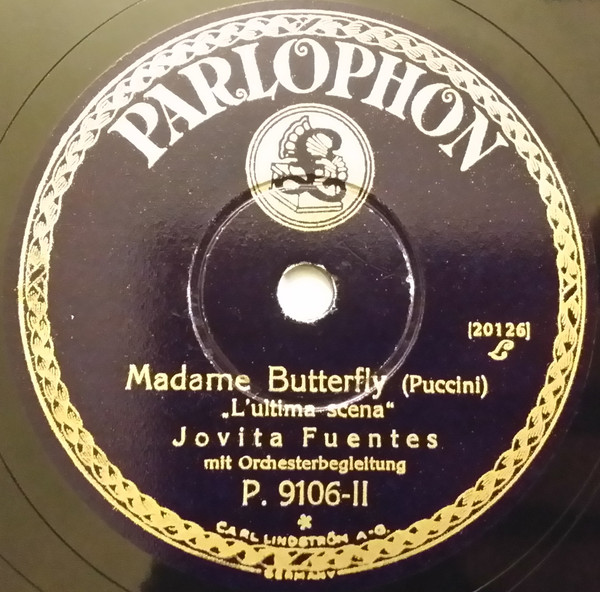 PARLOPHON
[20126]
L
Madame Butterfly (Puccini)
„L'ultima scena“
Jovita Fuentes
mit Orchesterbegleitung
P. 9106-II
*
CARL LINDSTRÖM A-G.
GERMANY